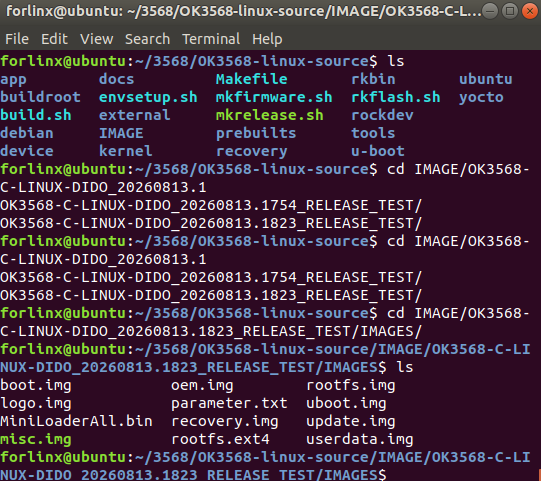 forlinx@ubuntu: ~/3568/OK3568-linux-source/IMAGE/OK3568-C-L...
File Edit View Search Terminal Help
forlinx@ubuntu:~/3568/OK3568-linux-source$ ls
app docs Makefile rkbin ubuntu
buildroot envsetup.sh mkfirmware.sh rkflash.sh yocto
build.sh external mkrelease.sh rockdev
debian IMAGE prebuilts tools
device kernel recovery u-boot
forlinx@ubuntu:~/3568/OK3568-linux-source$ cd IMAGE/OK3568-
C-LINUX-DIDO_20260813.1
OK3568-C-LINUX-DIDO_20260813.1754_RELEASE_TEST/
OK3568-C-LINUX-DIDO_20260813.1823_RELEASE_TEST/
forlinx@ubuntu:~/3568/OK3568-linux-source$ cd IMAGE/OK3568-
C-LINUX-DIDO_20260813.1
OK3568-C-LINUX-DIDO_20260813.1754_RELEASE_TEST/
OK3568-C-LINUX-DIDO_20260813.1823_RELEASE_TEST/
forlinx@ubuntu:~/3568/OK3568-linux-source$ cd IMAGE/OK3568-
C-LINUX-DIDO_20260813.1823_RELEASE_TEST/IMAGES/
forlinx@ubuntu:~/3568/OK3568-linux-source/IMAGE/OK3568-C-LI
NUX-DIDO_20260813.1823_RELEASE_TEST/IMAGES$ ls
boot.img oem.img rootfs.img
logo.img parameter.txt uboot.img
MiniLoaderAll.bin recovery.img update.img
misc.img rootfs.ext4 userdata.img
forlinx@ubuntu:~/3568/OK3568-linux-source/IMAGE/OK3568-C-LI
NUX-DIDO_20260813.1823_RELEASE_TEST/IMAGES$